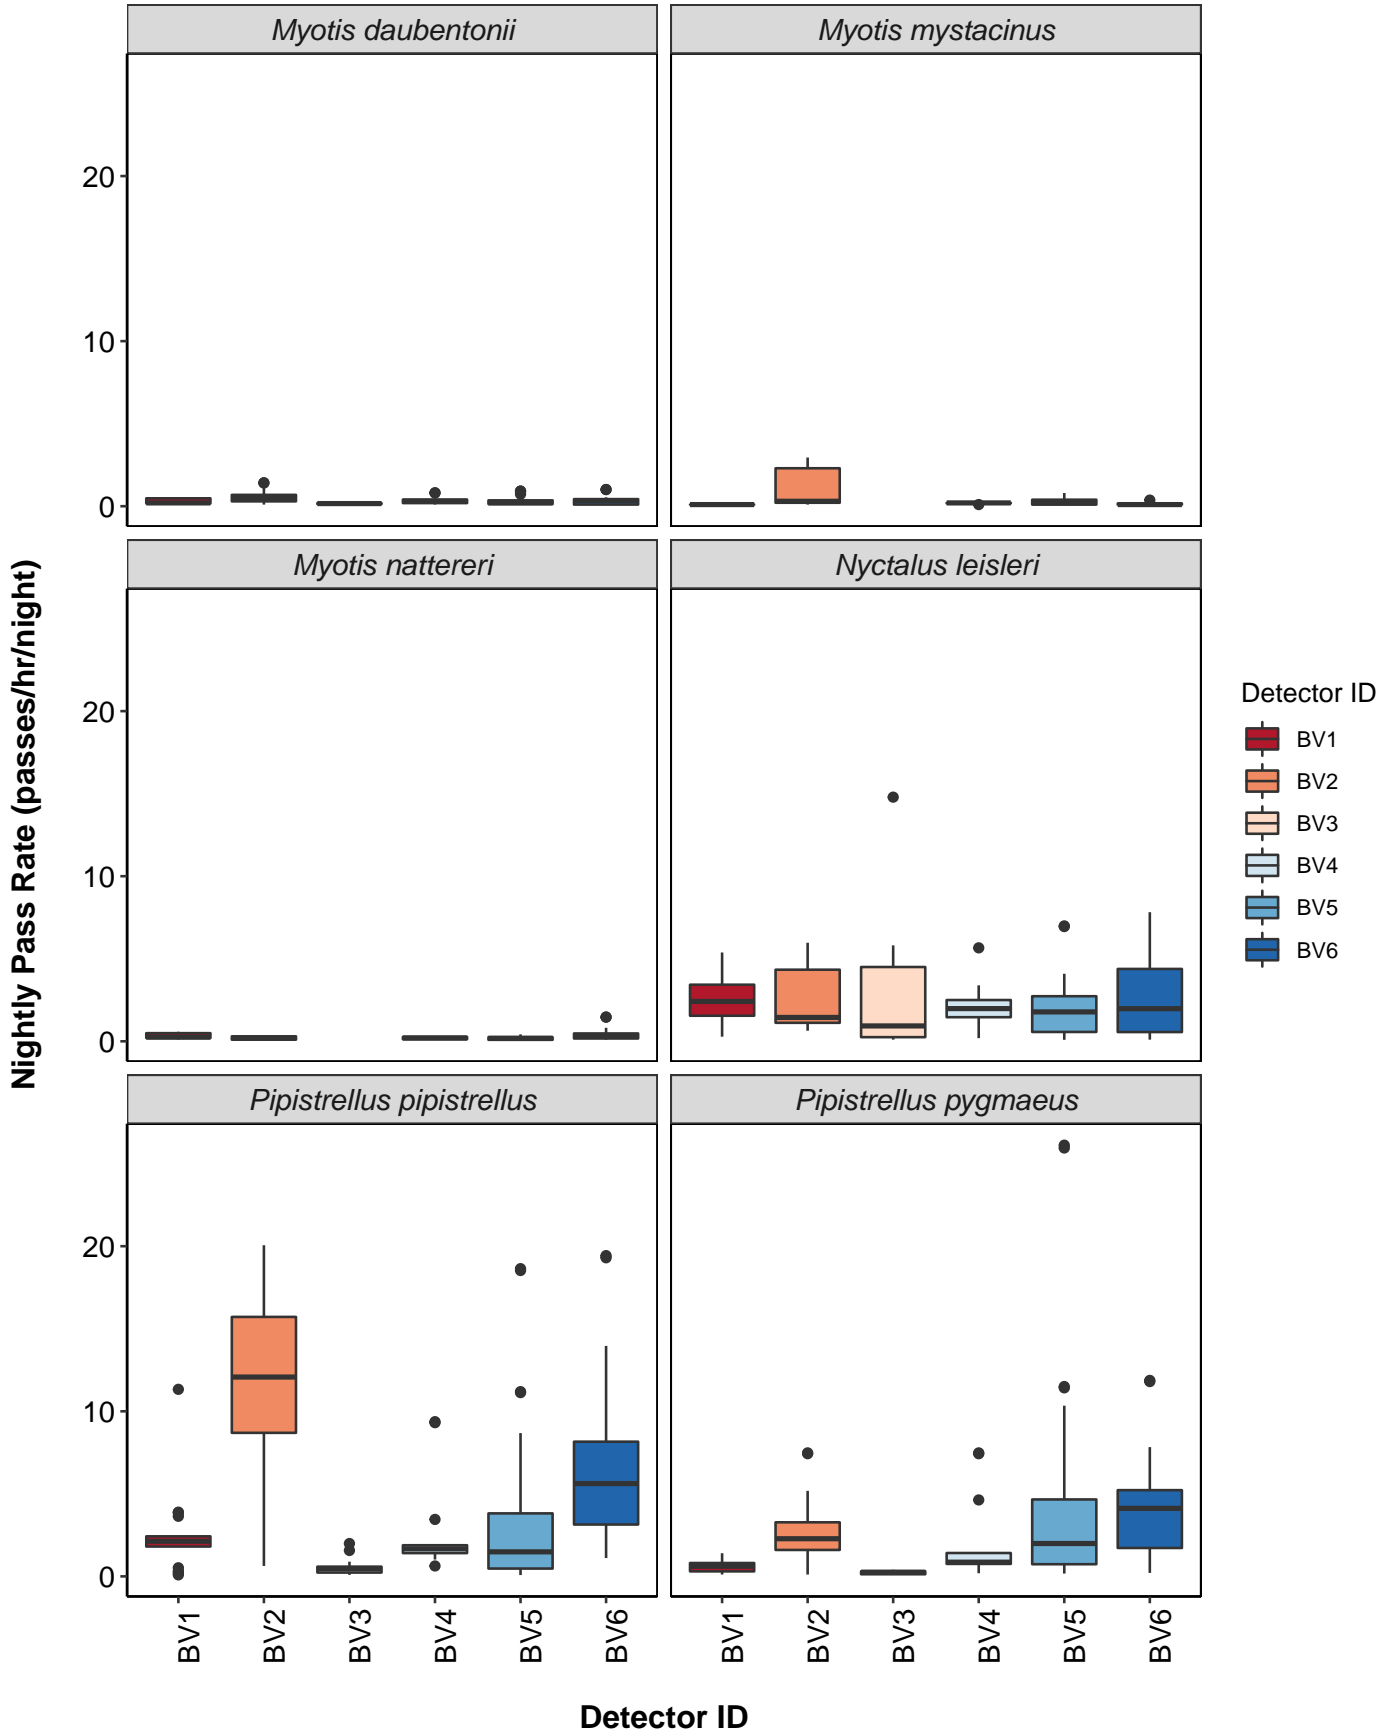 Myotis daubentonii
Myotis mystacinus
20
10
0
Myotis nattereri
Nyctalus leisleri
20
10
0
Pipistrellus pipistrellus
Pipistrellus pygmaeus
20
10
0
BV1 BV2 BV3 BV4 BV5 BV6
BV1 BV2 BV3 BV4 BV5 BV6
Detector ID
Nightly Pass Rate (passes/hr/night)
Detector ID
BV1
BV2
BV3
BV4
BV5
BV6